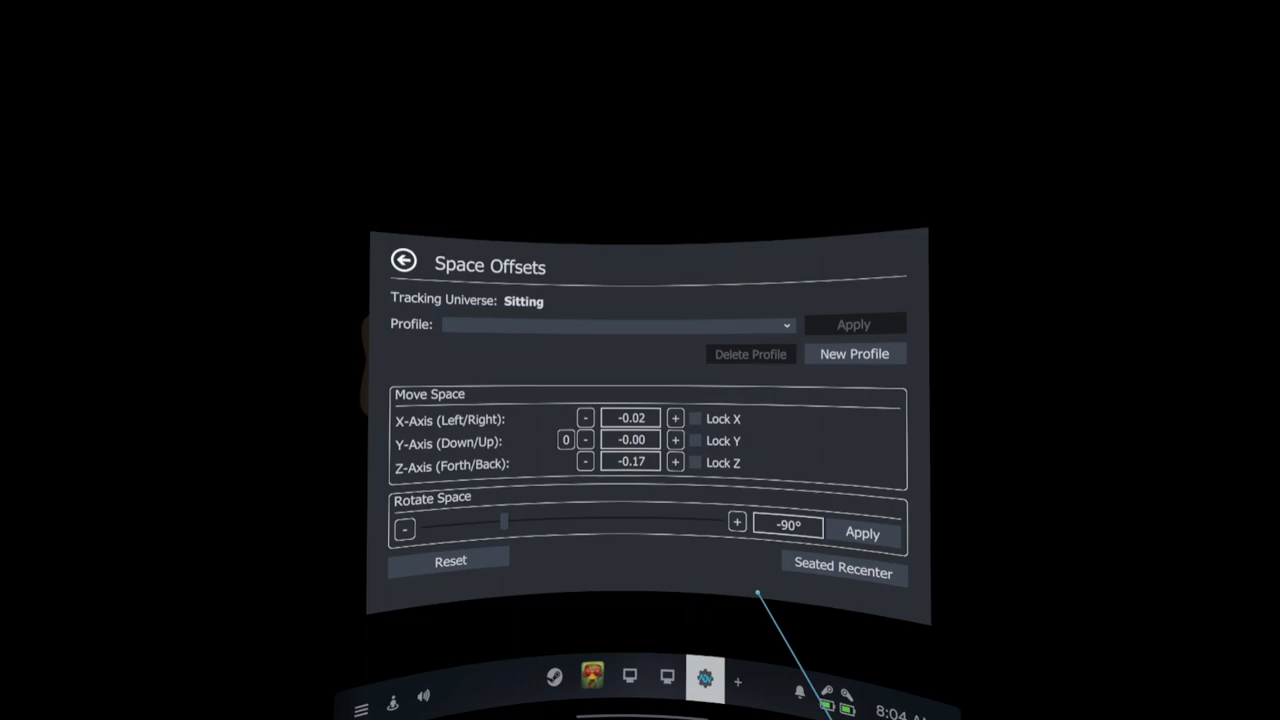 Space Offsets
Tracking Universe: Sitting
Profile:
Apply
Delete Profile
New Profile
Move Space
X-Axis (Left/Right): - -0.02 + Lock X
Y-Axis (Down/Up): 0 - -0.00 + Lock Y
Z-Axis (Forth/Back): - -0.17 + Lock Z
Rotate Space
- + -90° Apply
Reset
Seated Recenter
+
8:04